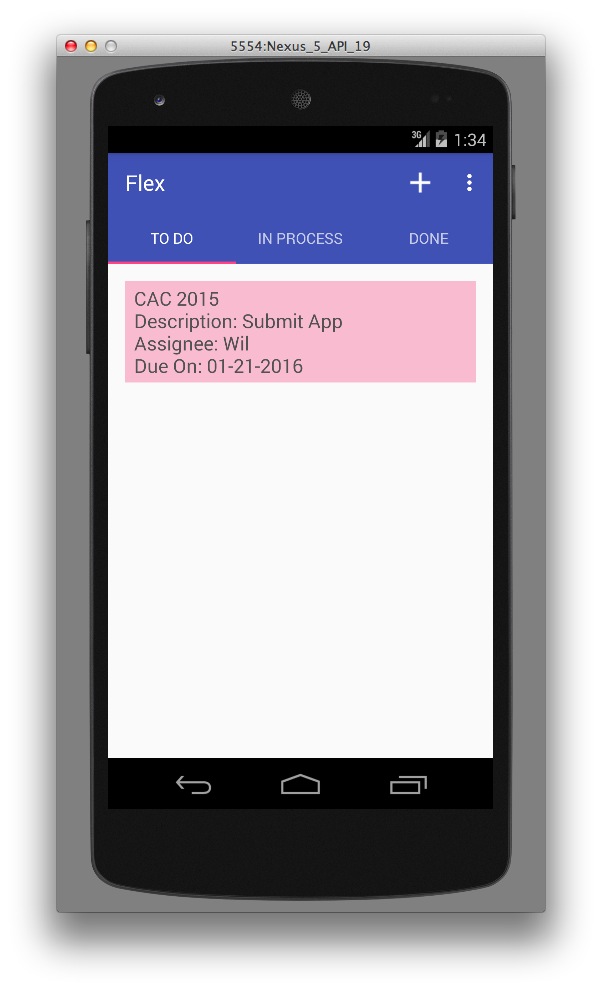 5554:Nexus_5_API_19
3G 1:34
Flex
TO DO IN PROCESS DONE
CAC 2015
Description: Submit App
Assignee: Wil
Due On: 01-21-2016